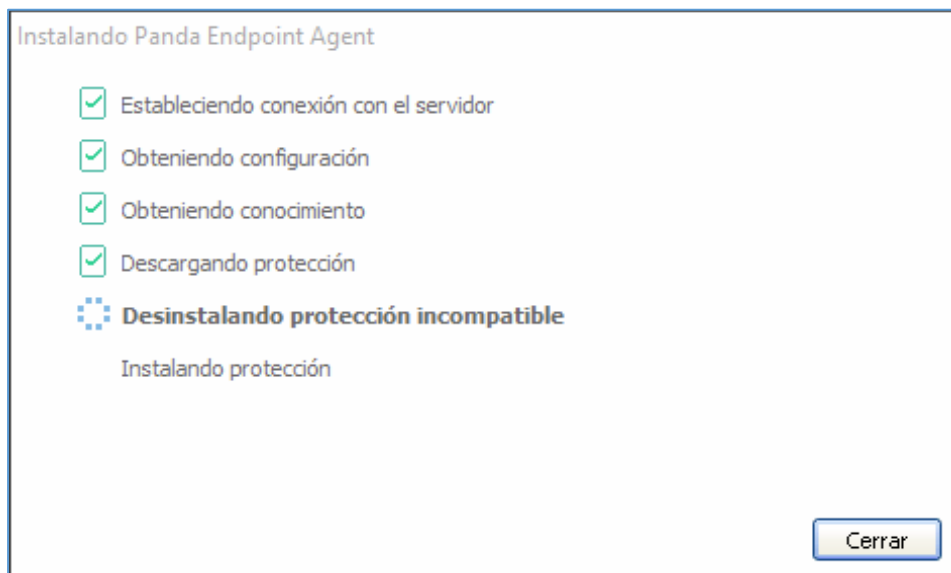 Instalando Panda Endpoint Agent
Estableciendo conexión con el servidor
Obteniendo configuración
Obteniendo conocimiento
Descargando protección
Desinstalando protección incompatible
Instalando protección
Cerrar